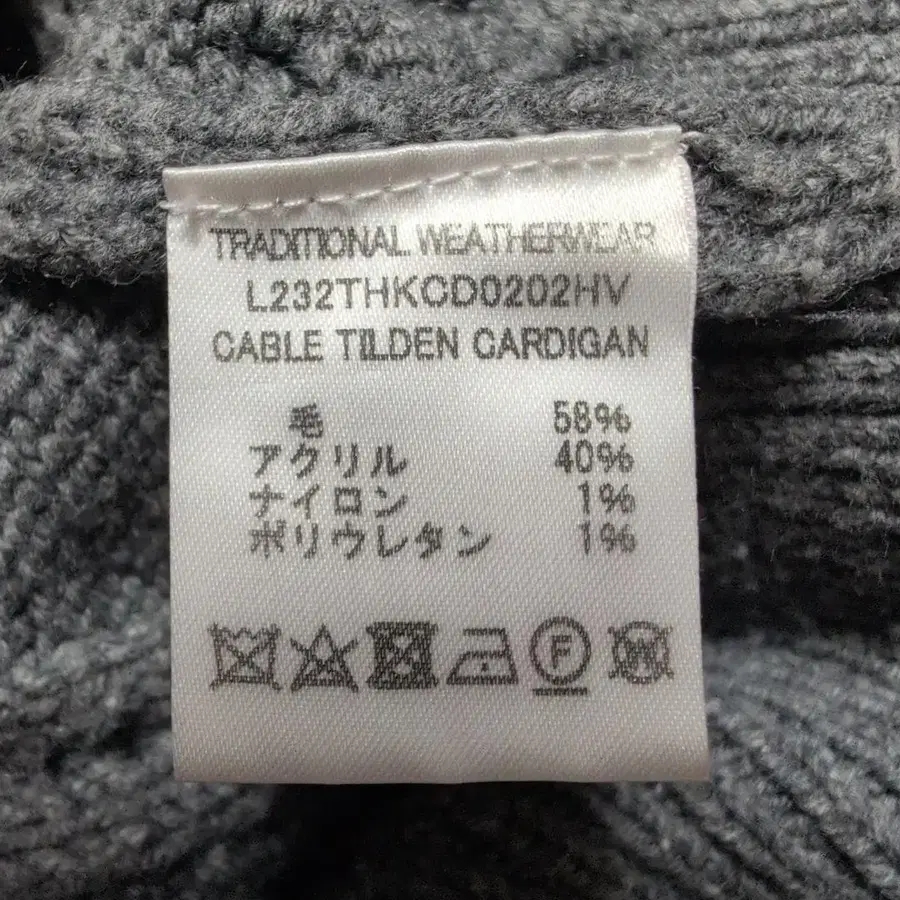 TRADITIONAL WEATHERWEAR
L232THKCD0202HV
CABLE TILDEN CARDIGAN
毛 58%
アクリル 40%
ナイロン 1%
ポリウレタン 1%
F W